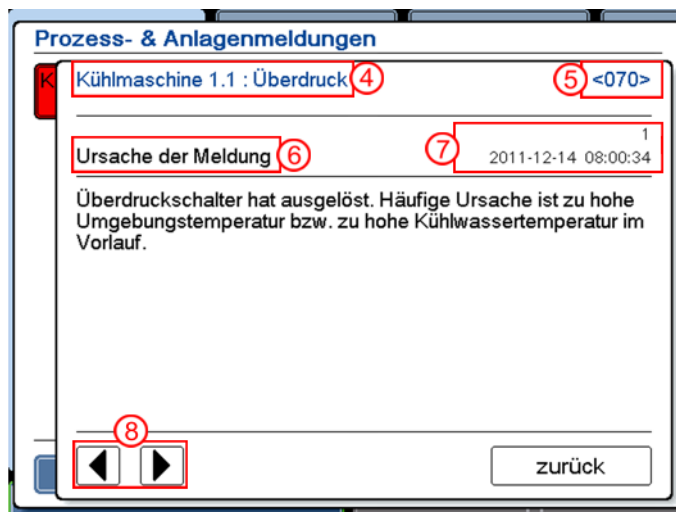 Prozess- & Anlagenmeldungen
K
Kühlmaschine 1.1 : Überdruck 4 5 <070>
1
Ursache der Meldung 6 7 2011-12-14 08:00:34
Überdruckschalter hat ausgelöst. Häufige Ursache ist zu hohe
Umgebungstemperatur bzw. zu hohe Kühlwassertemperatur im
Vorlauf.
8
zurück